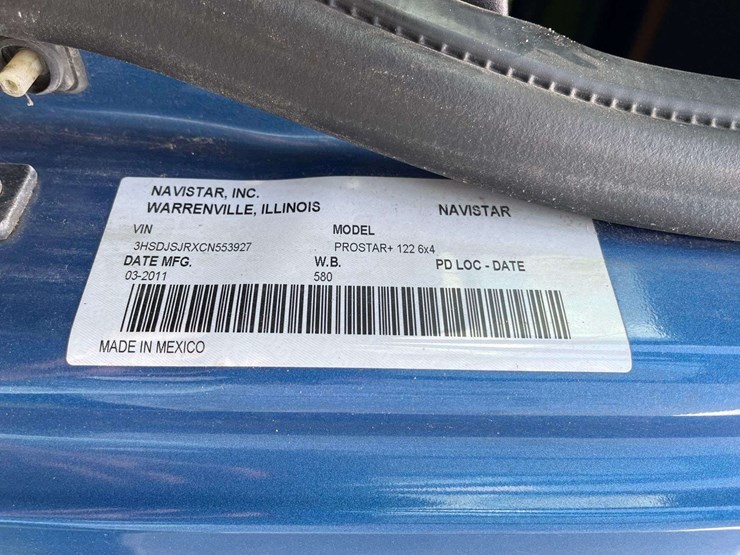 NAVISTAR, INC.
WARRENVILLE, ILLINOIS NAVISTAR
VIN MODEL
3HSDJSJRXCN553927 PROSTAR+ 122 6x4
DATE MFG. W.B. PD LOC - DATE
03-2011 580
MADE IN MEXICO